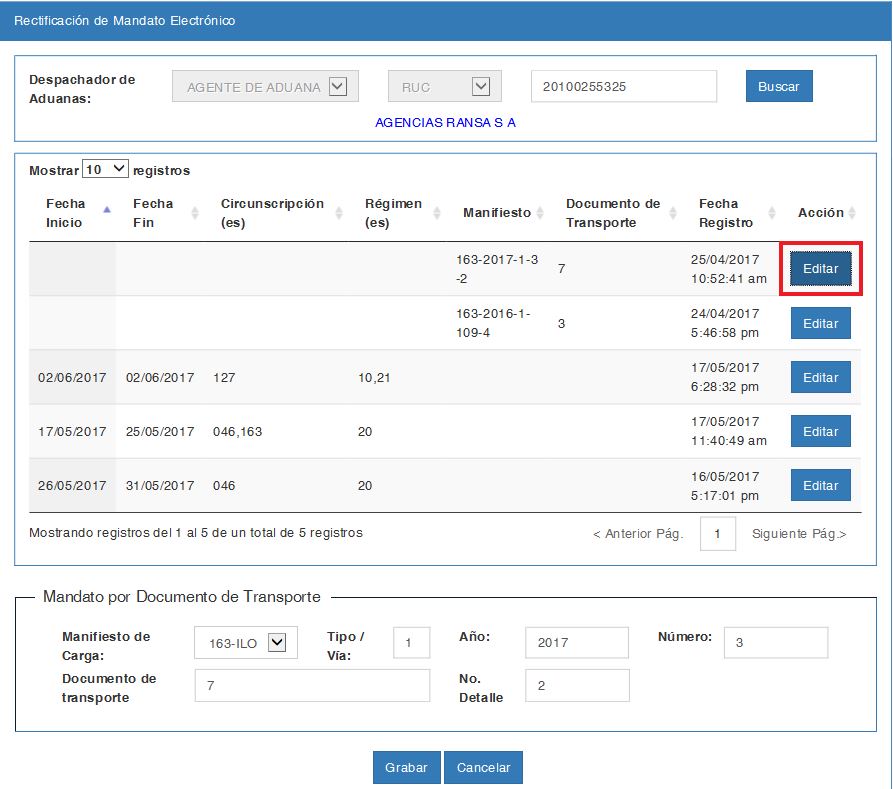 Rectificación de Mandato Electrónico
Despachador de
Aduanas:
AGENTE DE ADUANA
RUC
20100255325
Buscar
AGENCIAS RANSA S A
Mostrar 10 registros
Fecha
Inicio
Fecha
Fin
Circunscripción
(es)
Régimen
(es)
Manifiesto
Documento de
Transporte
Fecha
Registro
Acción
163-2017-1-3
-2
7
25/04/2017
10:52:41 am
Editar
163-2016-1-
109-4
3
24/04/2017
5:46:58 pm
Editar
02/06/2017 02/06/2017 127 10,21
17/05/2017
6:28:32 pm
Editar
17/05/2017 25/05/2017 046,163 20
17/05/2017
11:40:49 am
Editar
26/05/2017 31/05/2017 046 20
16/05/2017
5:17:01 pm
Editar
Mostrando registros del 1 al 5 de un total de 5 registros
< Anterior Pág. 1 Siguiente Pág.>
Mandato por Documento de Transporte
Manifiesto de
Carga:
163-ILO
Tipo /
Vía:
1
Año:
2017
Número:
3
Documento de
transporte
7
No.
Detalle
2
Grabar
Cancelar